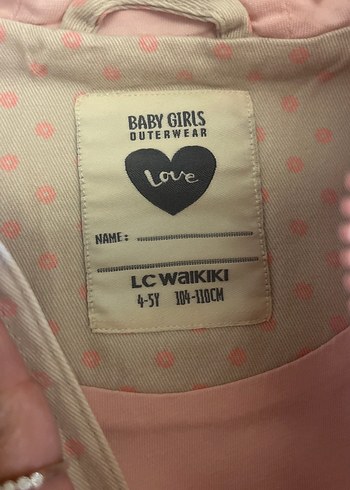 BABY GIRLS
OUTERWEAR
Love
NAME:
LC WAIKIKI
4-5Y 104-110CM